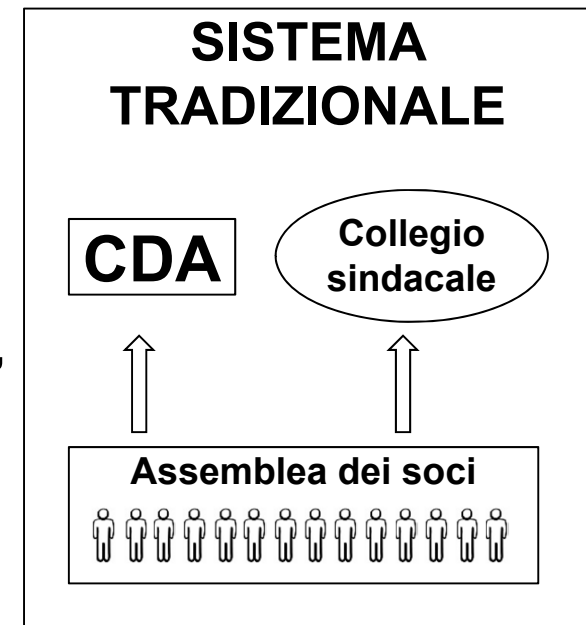 SISTEMA
TRADIZIONALE
CDA
Collegio
sindacale
Assemblea dei soci